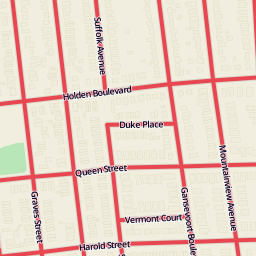 Suffolk Avenue
Holden Boulevard
Duke Place
Queen Street
Mountainview Avenue
Graves Street
Gansevoort Boule
Vermont Court
Harold Street